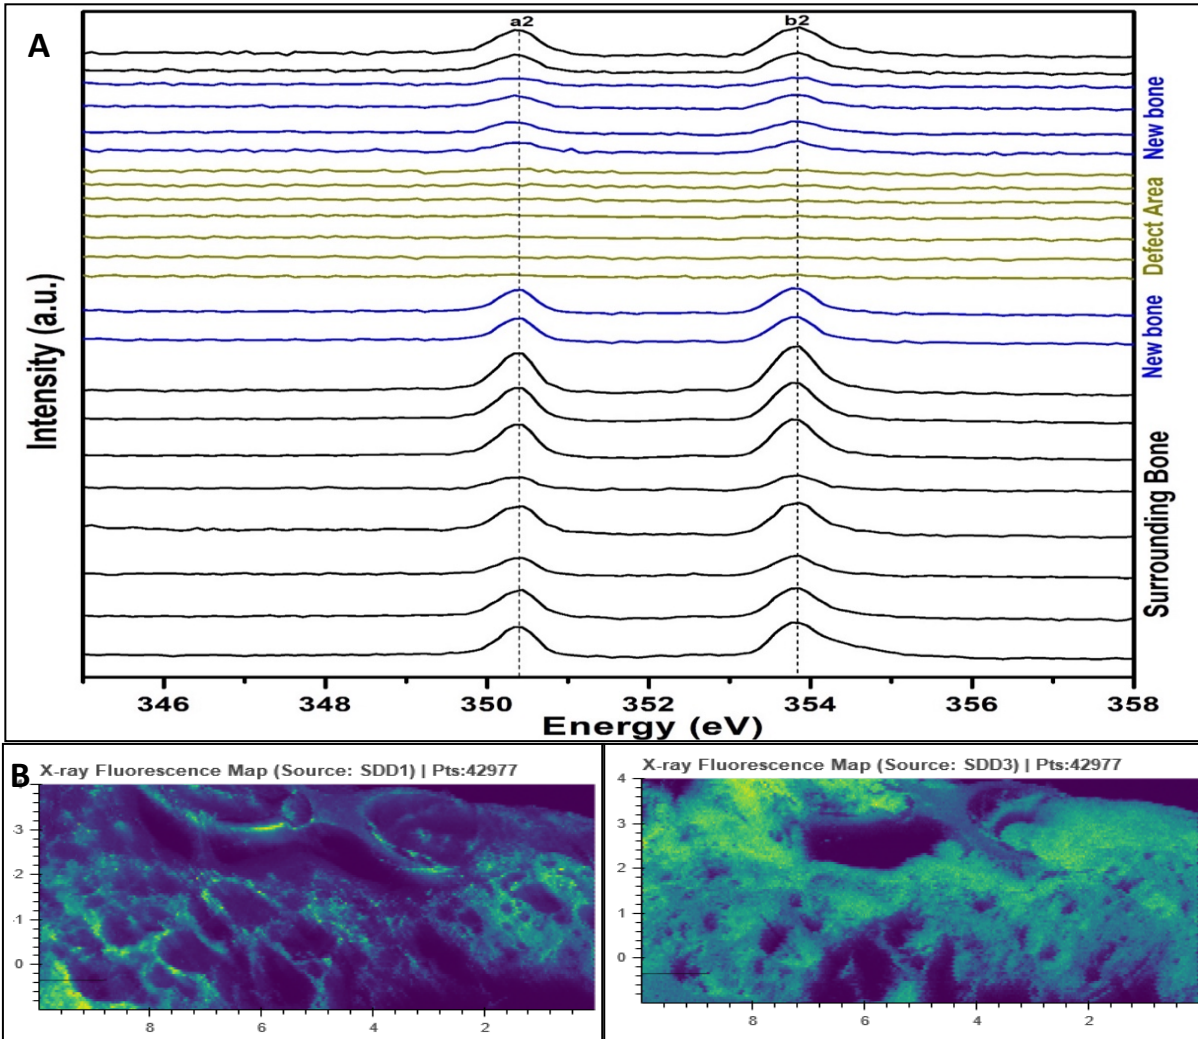 A
a2 b2
New bone
Defect Area
New bone
Surrounding Bone
Intensity (a.u.)
346 348 350 352 354 356 358
Energy (eV)
B
X-ray Fluorescence Map (Source: SDD1) | Pts:42977
3
2
1
0
8 6 4 2
X-ray Fluorescence Map (Source: SDD3) | Pts:42977
4
3
2
1
0
8 6 4 2